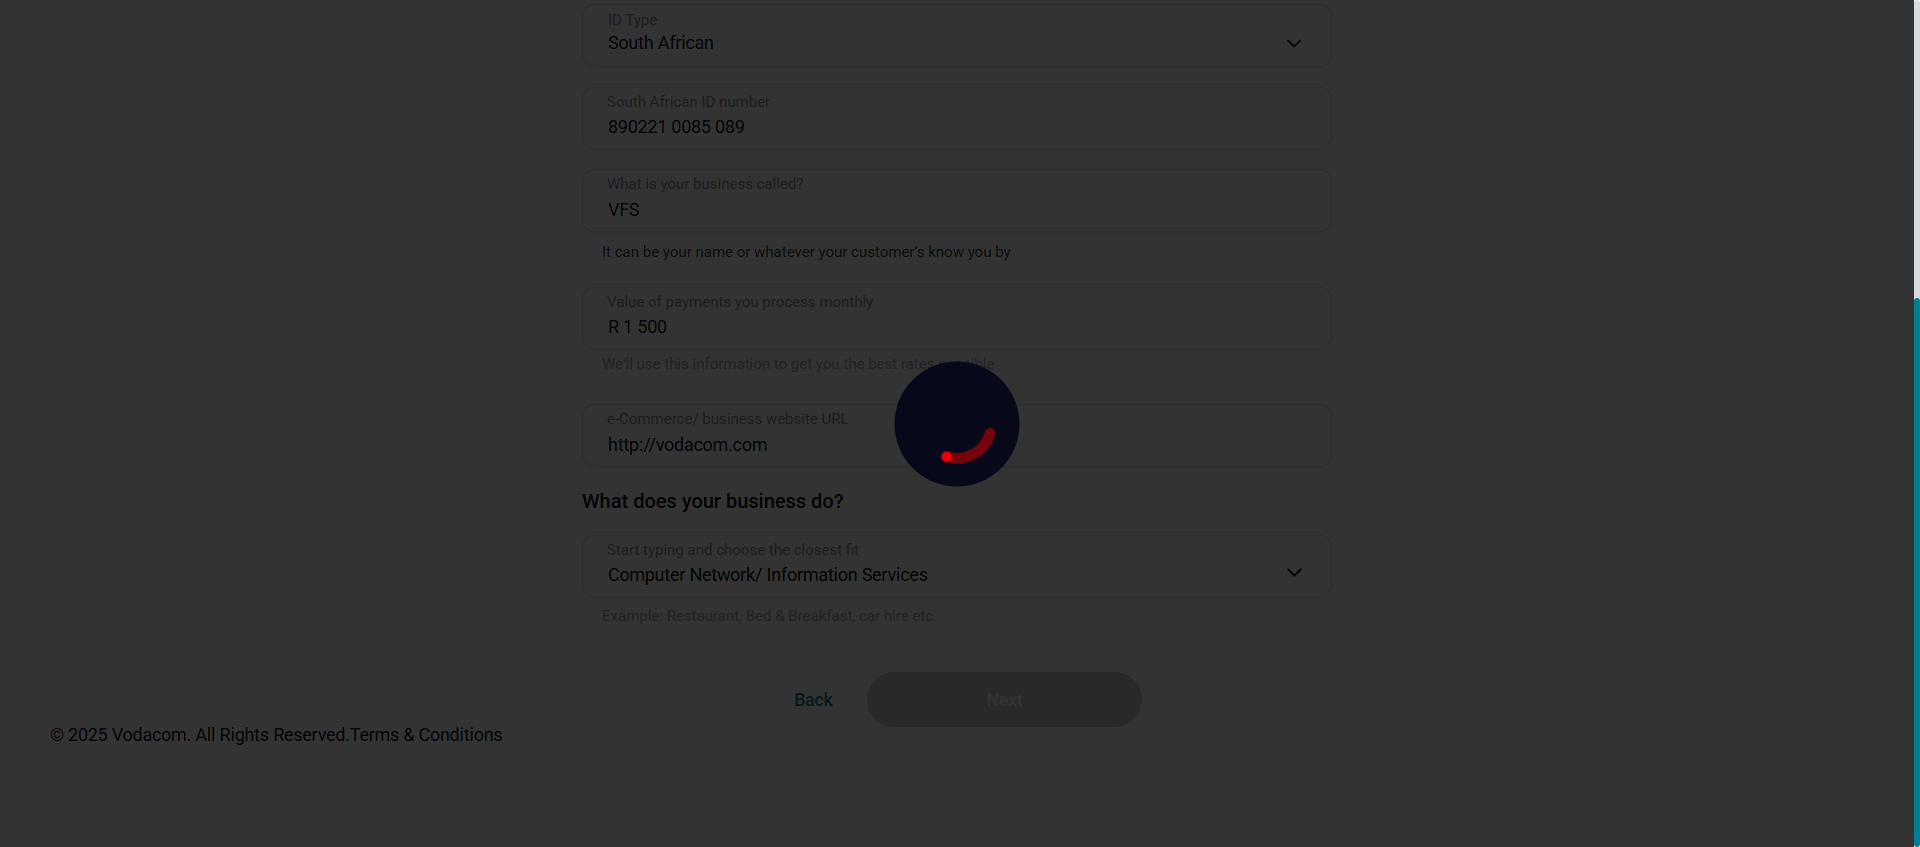 ID Type
South African
South African ID number
890221 0085 089
What is your business called?
VFS
It can be your name or whatever your customer's know you by
Value of payments you process monthly
R 1 500
We'll use this information to get you the best rates
e-Commerce/ business website URL
http://vodacom.com
What does your business do?
Start typing and choose the closest fit
Computer Network/ Information Services
Example: Restaurant, Bed & Breakfast, car hire etc
Back
Next
© 2025 Vodacom. All Rights Reserved.Terms & Conditions